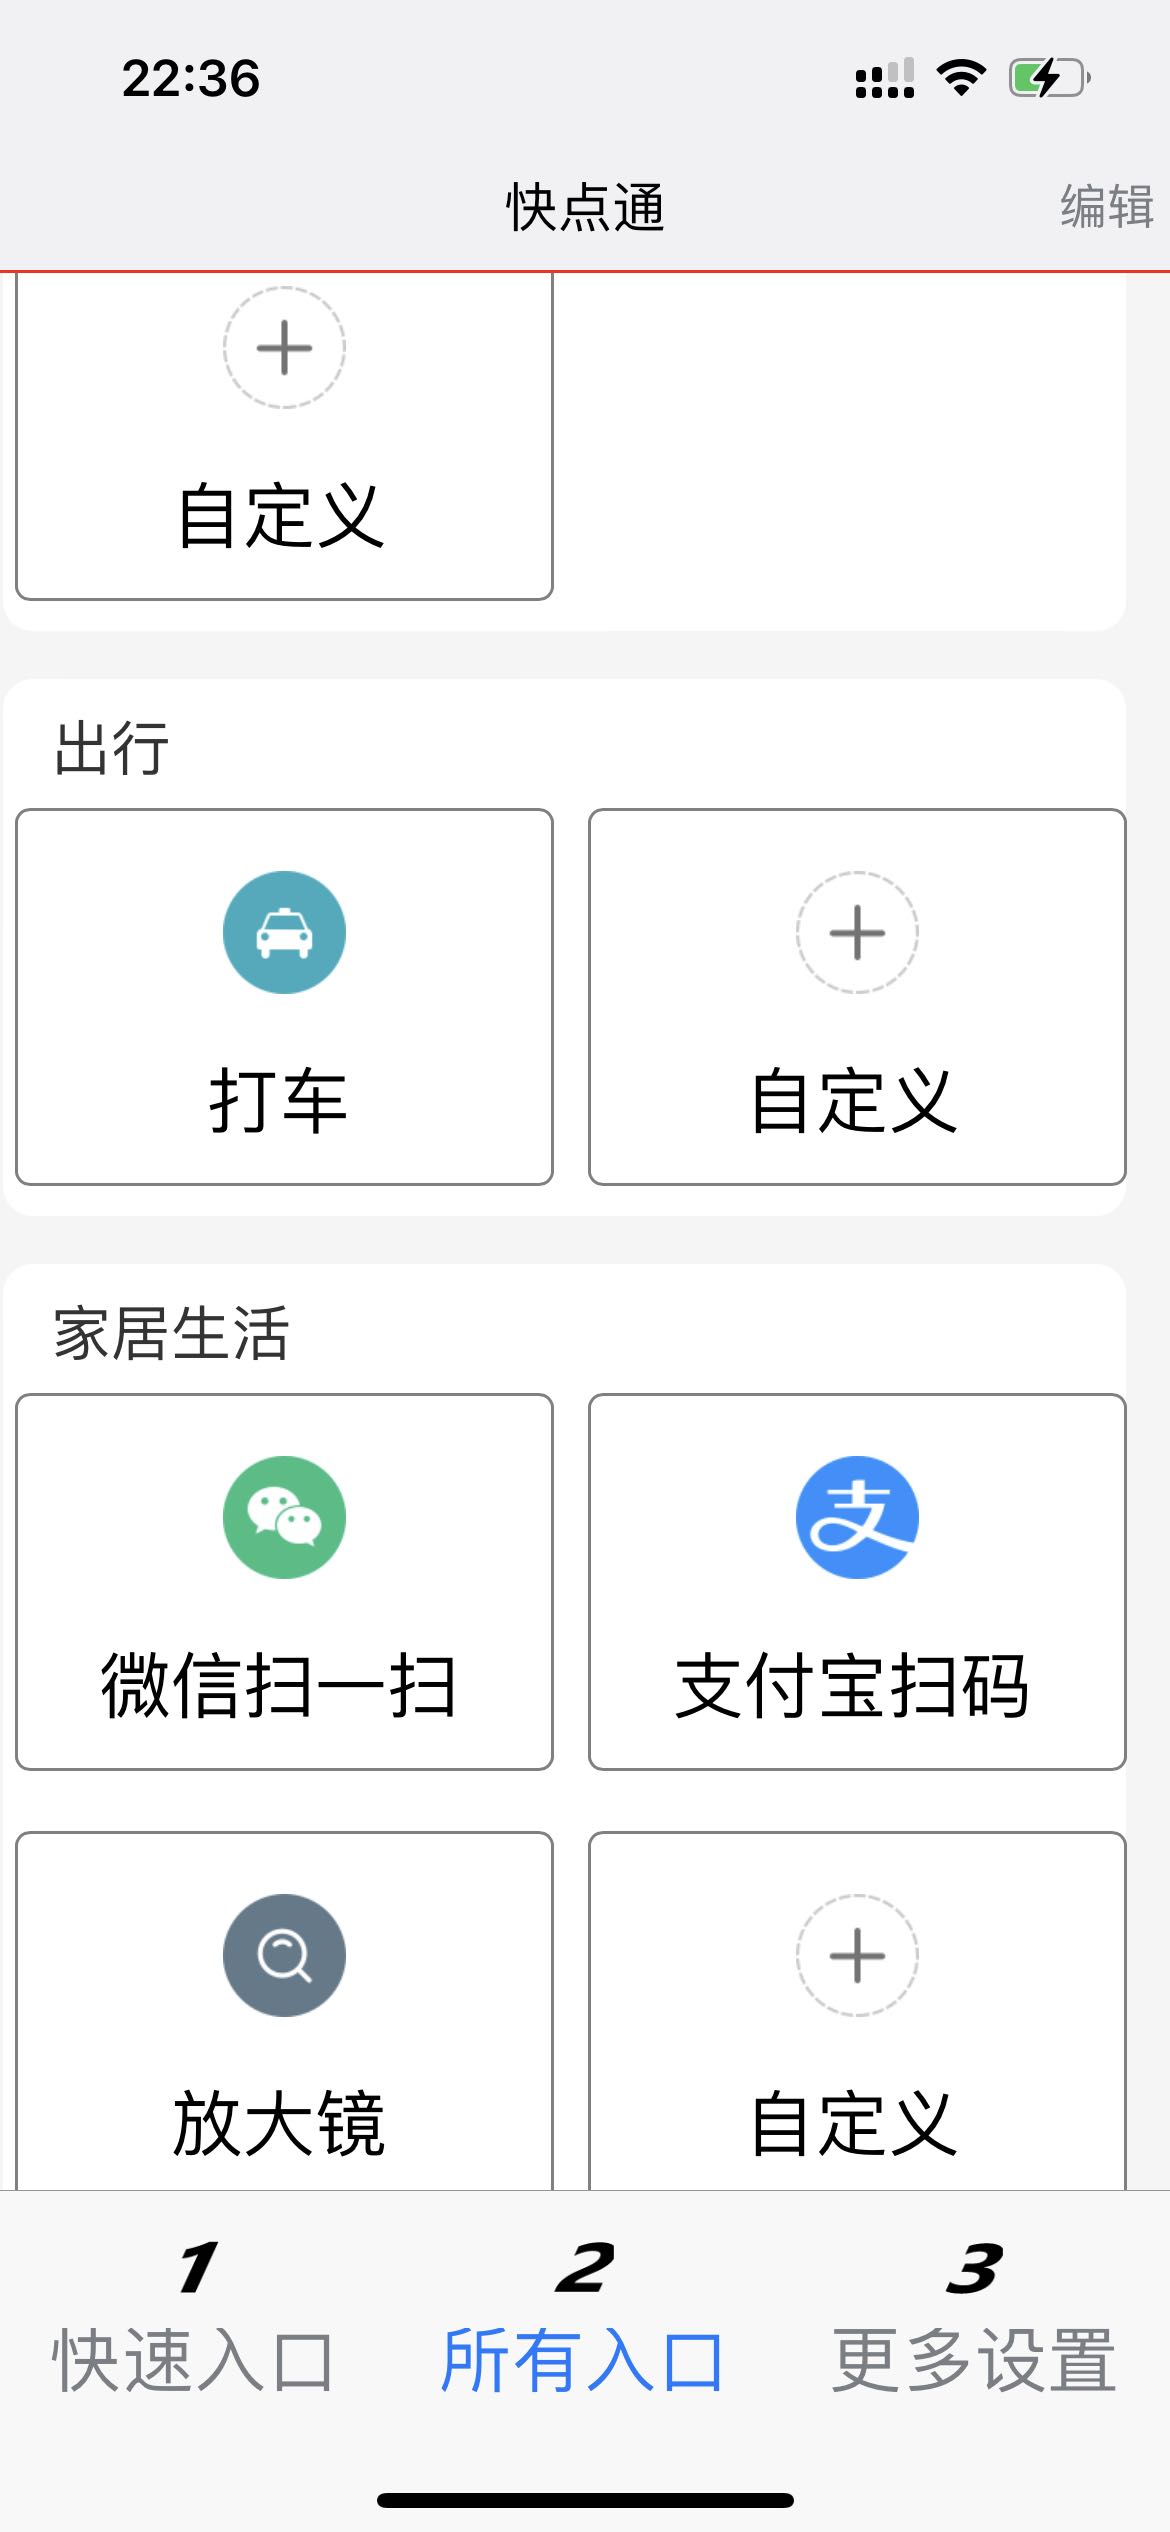 22:36
快点通 编辑
自定义
出行
打车 自定义
家居生活
支
微信扫一扫 支付宝扫码
放大镜 自定义
1 2 3
快速入口 所有入口 更多设置